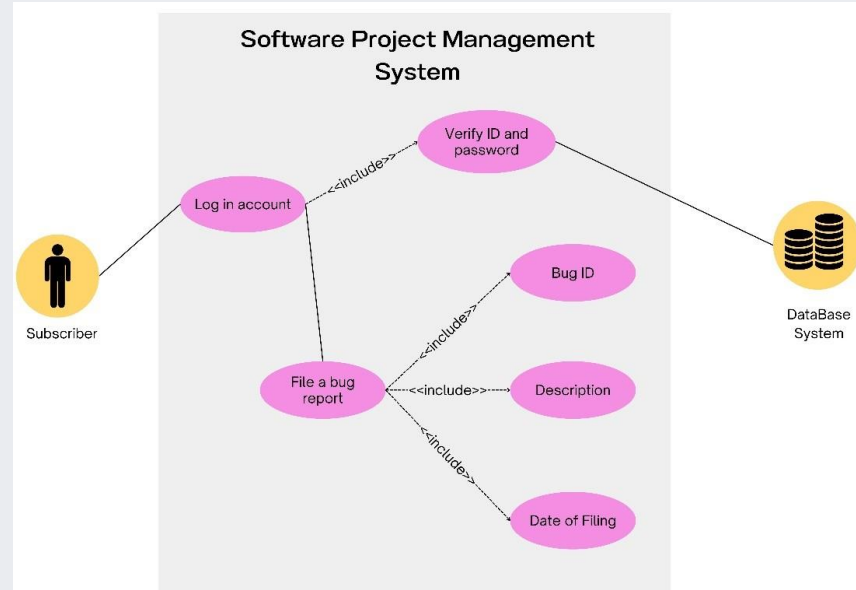 Software Project Management
System
Verify ID and
password
<<include>>
Log in account
Subscriber
Bug ID
DataBase
System
<<include>>
File a bug
report
<<include>>
Description
<<include>>
Date of Filing